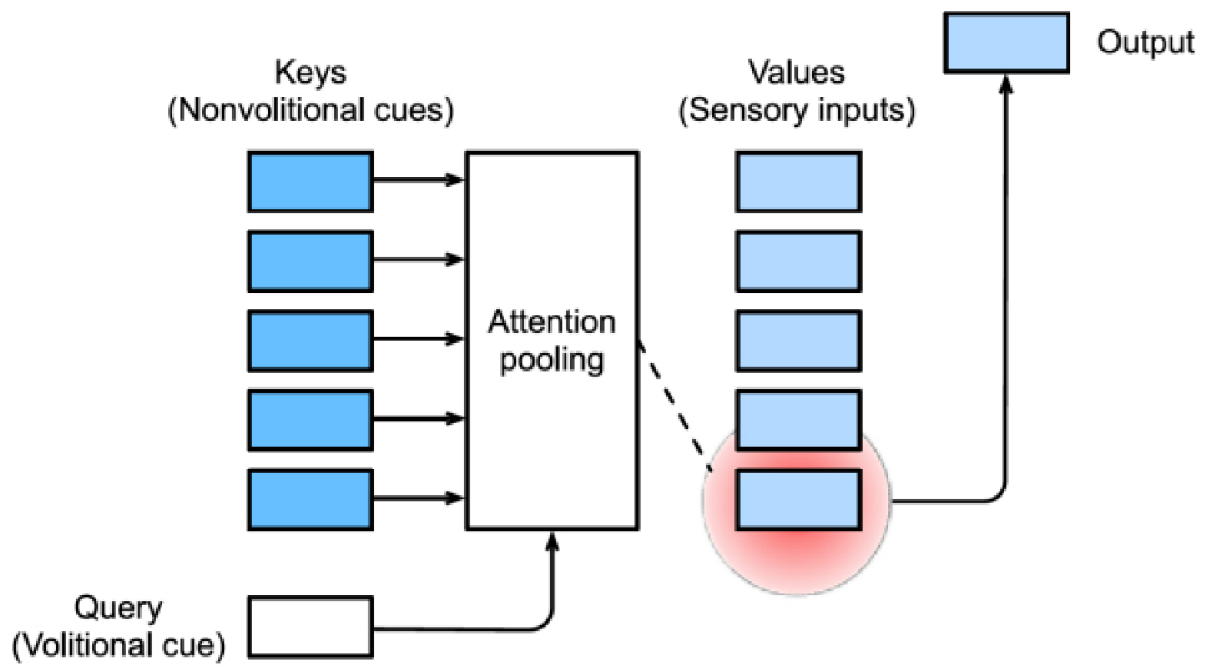 Output
Keys
(Nonvolitional cues)
Values
(Sensory inputs)
Attention
pooling
Query
(Volitional cue)